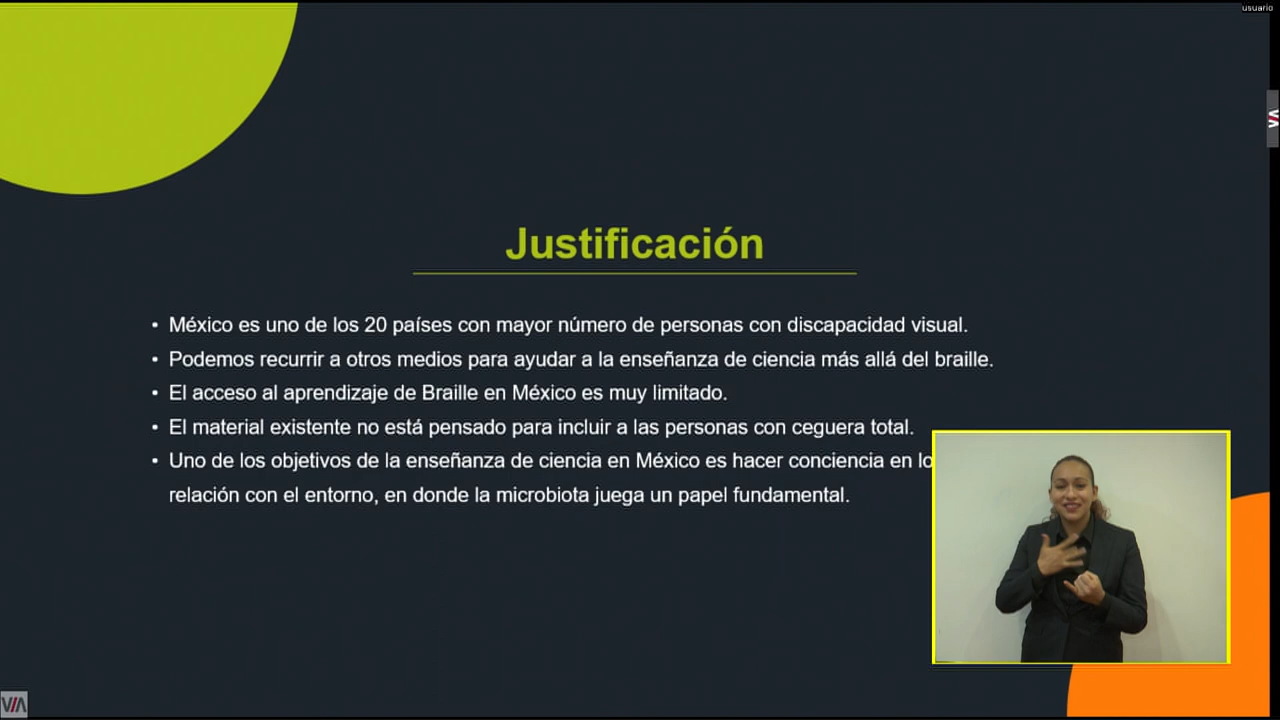 usuario
Justificación
• México es uno de los 20 países con mayor número de personas con discapacidad visual.
• Podemos recurrir a otros medios para ayudar a la enseñanza de ciencia más allá del braille.
• El acceso al aprendizaje de Braille en México es muy limitado.
• El material existente no está pensado para incluir a las personas con ceguera total.
• Uno de los objetivos de la enseñanza de ciencia en México es hacer conciencia en
relación con el entorno, en donde la microbiota juega un papel fundamental.
VIA